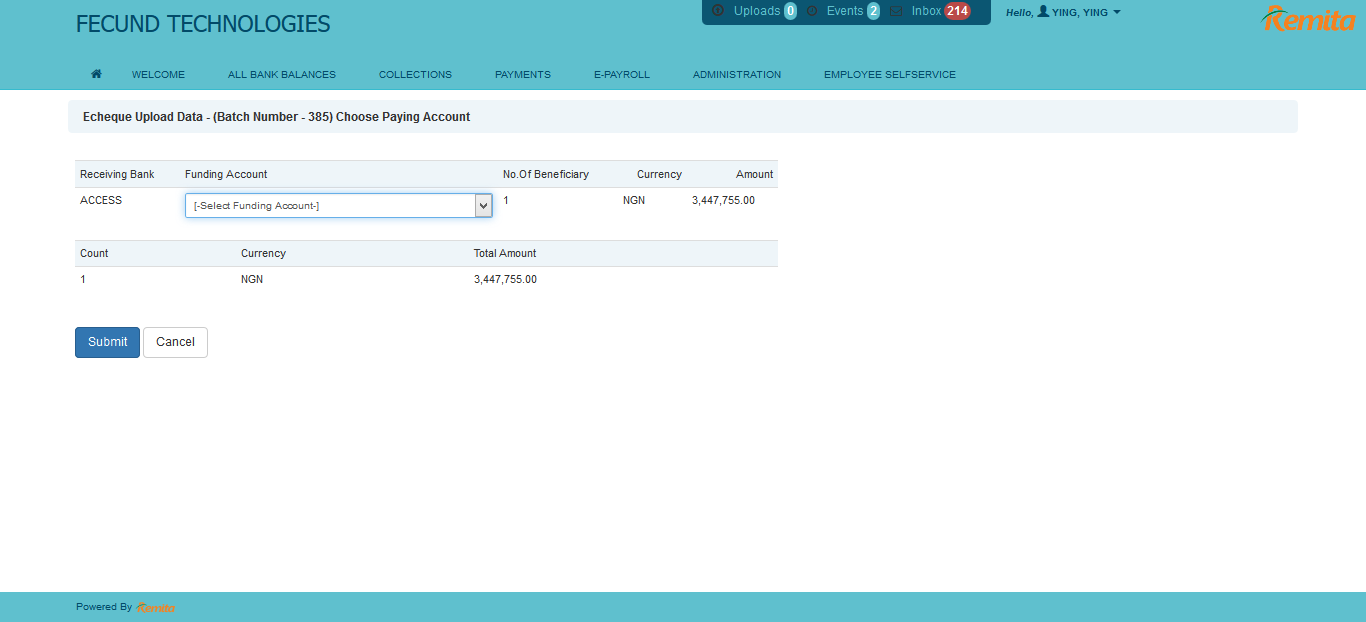 FECUND TECHNOLOGIES
Uploads 0 Events 2 Inbox 214
Hello, YING, YING
Remita
WELCOME ALL BANK BALANCES COLLECTIONS PAYMENTS E-PAYROLL ADMINISTRATION EMPLOYEE SELFSERVICE
Echeque Upload Data - (Batch Number - 385) Choose Paying Account
Receiving Bank Funding Account No.Of Beneficiary Currency Amount
ACCESS [-Select Funding Account-] 1 NGN 3,447,755.00
Count Currency Total Amount
1 NGN 3,447,755.00
Submit Cancel
Powered By Remita